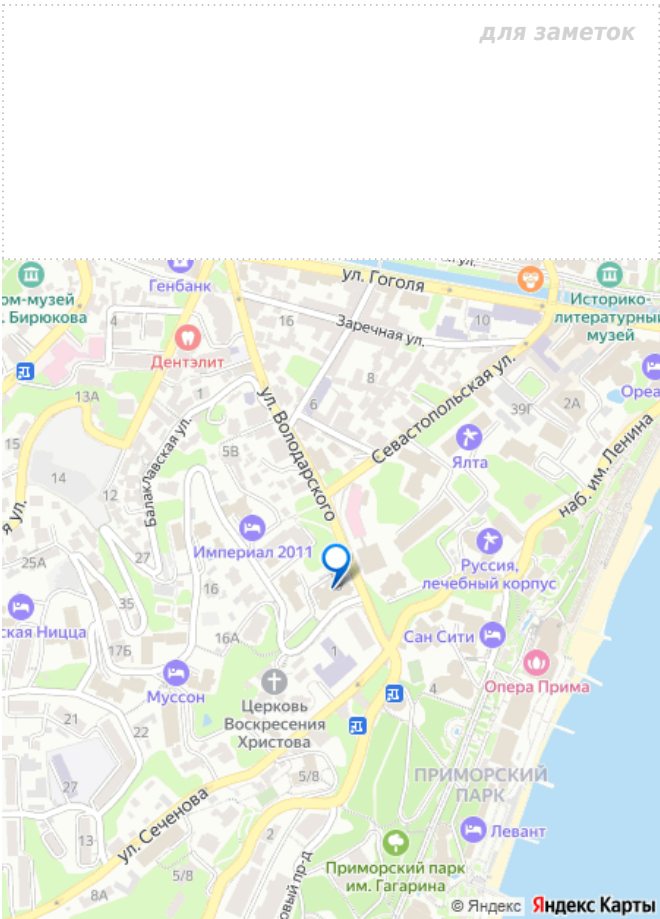 для заметок
ул. Гоголя
Генбанк
ом-музей
. Бирюкова
Историко-
литературный
музей
4
16
Заречная ул.
10
Дентэлит
8
Севастопольская ул.
Ореа
13А
1
ул. Володарского
6
39Г
2А
15
5В
Балаклавская ул.
Ялта
наб. им. Ленина
14
12
я ул.
Империал 2011
Руссия,
лечебный корпус
25А
27
16
35
ская Ницца
16А
17Б
1
Сан Сити
Муссон
Церковь
Воскресения
Христова
4
Опера Прима
21
22
5/8
ПРИМОРСКИЙ
ПАРК
27
ул. Сеченова
13
2
Левант
Приморский парк
им. Гагарина
5/8
8А
овый пр-д
© Яндекс
Яндекс Карты